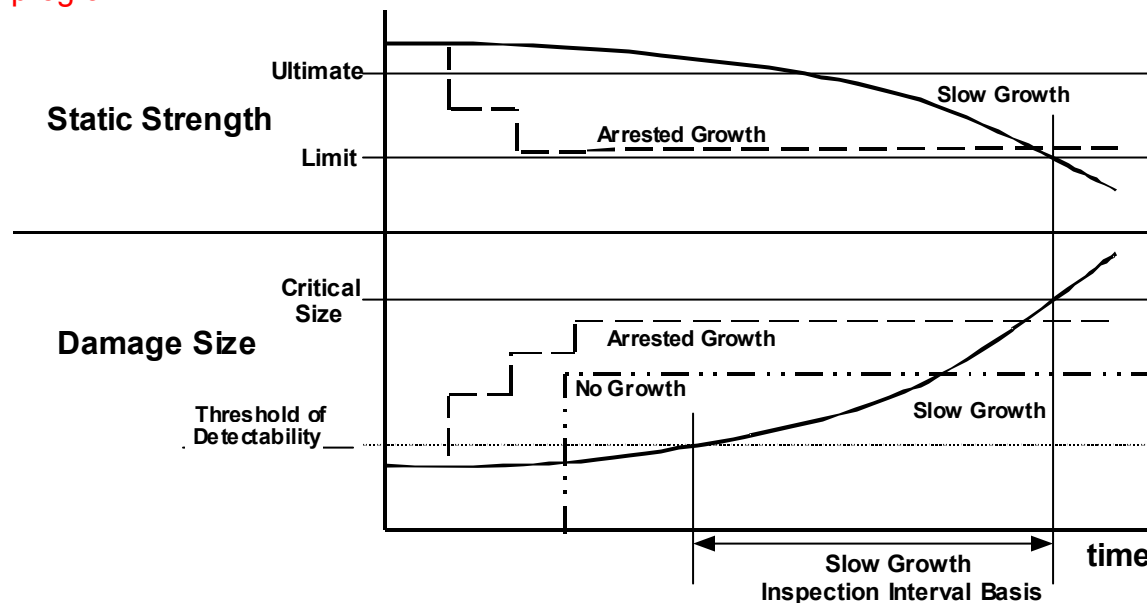 Ultimate
Static Strength
Slow Growth
Arrested Growth
Limit
Critical
Size
Damage Size
Arrested Growth
No Growth
Slow Growth
Threshold of
Detectability
time
Slow Growth
Inspection Interval Basis